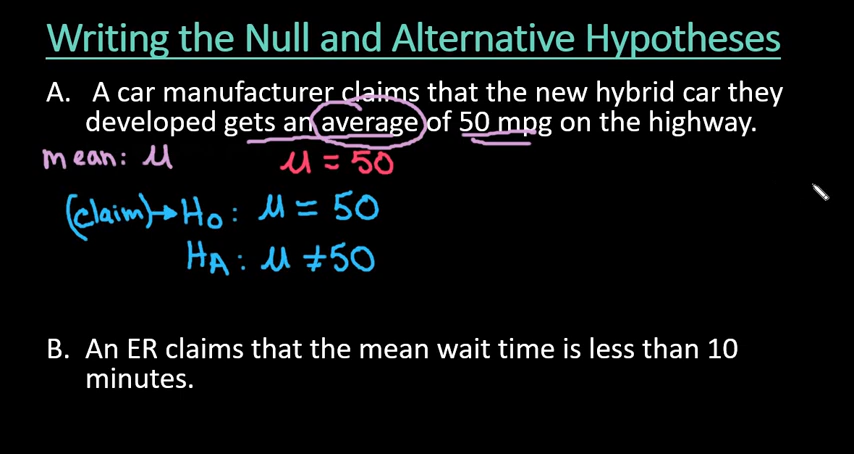 Writing the Null and Alternative Hypotheses
A. A car manufacturer claims that the new hybrid car they
developed gets an average of 50 mpg on the highway.
mean: μ μ = 50
(claim)→H₀: μ = 50
H_A: μ ≠ 50
B. An ER claims that the mean wait time is less than 10
minutes.